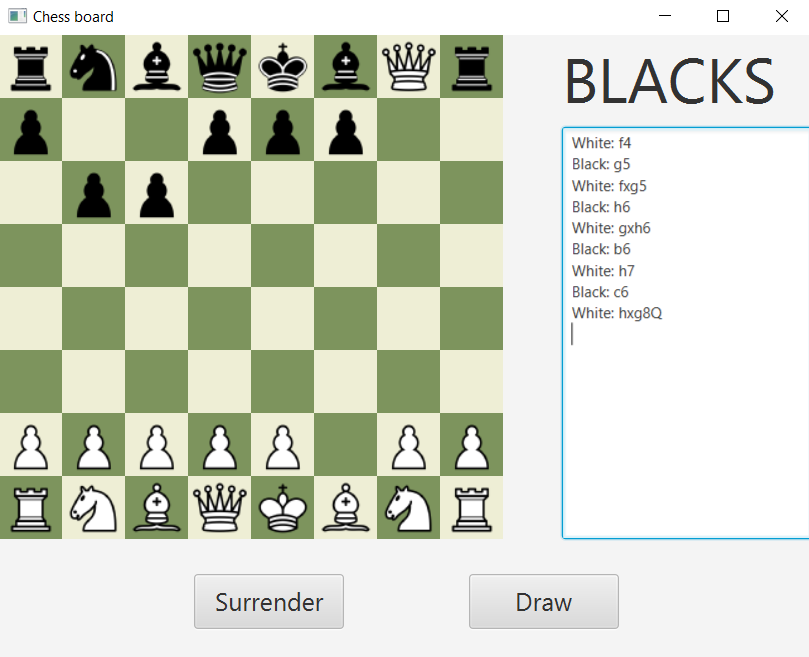 Chess board
BLACKS
White: f4
Black: g5
White: fxg5
Black: h6
White: gxh6
Black: b6
White: h7
Black: c6
White: hxg8Q
Surrender
Draw